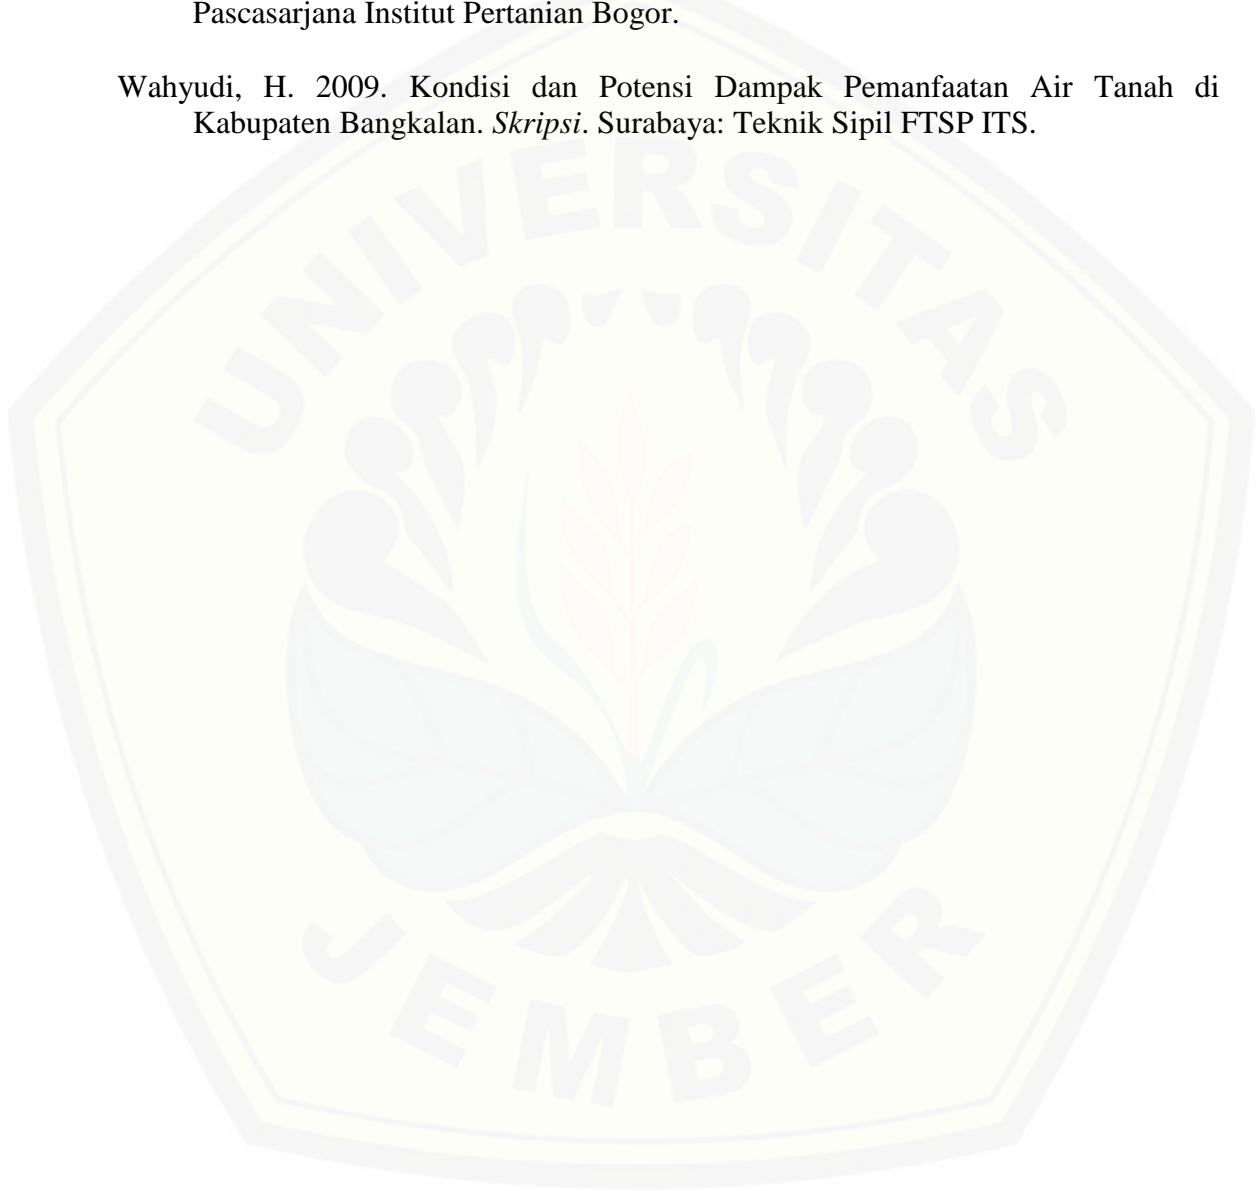 Pascasarjana Institut Pertanian Bogor.
Wahyudi, H. 2009. Kondisi dan Potensi Dampak Pemanfaatan Air Tanah di
Kabupaten Bangkalan. Skripsi. Surabaya: Teknik Sipil FTSP ITS.
UNIVERSITAS
JEMBER